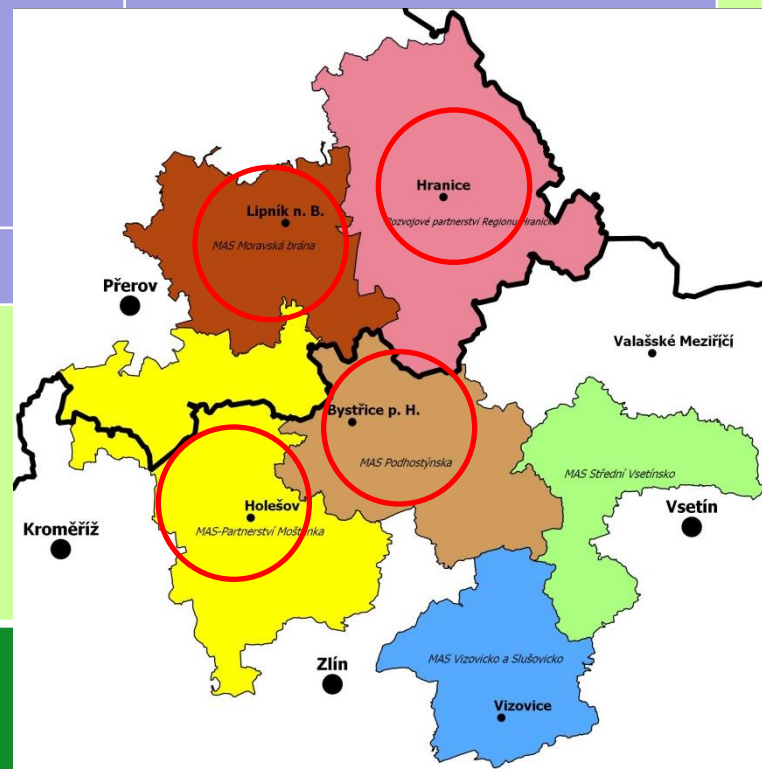 Hranice
Rozvojové partnerství Regionu Hranicko
Lipník n. B.
MAS Moravská brána
Přerov
Valašské Meziříčí
Bystřice p. H.
MAS Podhostýnska
MAS Střední Vsetínsko
Holešov
MAS-Partnerství Moštěnka
Vsetín
Kroměříž
MAS Vizovicko a Slušovicko
Zlín
Vizovice